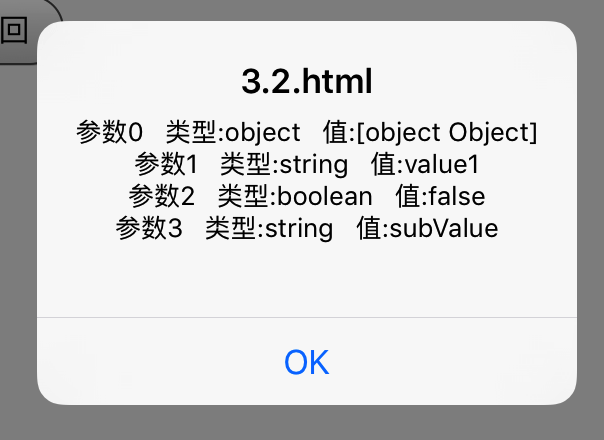 回
3.2.html
参数0 类型:object 值:[object Object]
参数1 类型:string 值:value1
参数2 类型:boolean 值:false
参数3 类型:string 值:subValue
OK